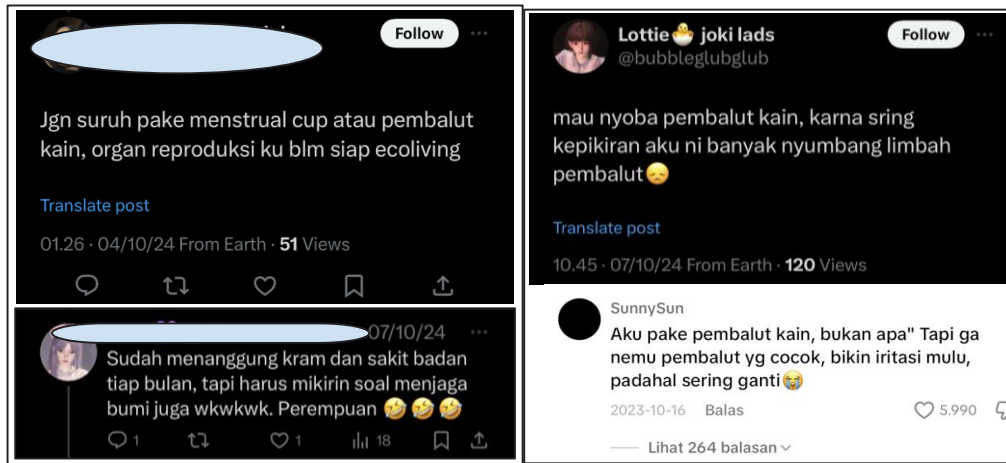 Follow
Jgn suruh pake menstrual cup atau pembalut
kain, organ reproduksi ku blm siap ecoliving
Translate post
01.26 · 04/10/24 From Earth · 51 Views
07/10/24
Sudah menanggung kram dan sakit badan
tiap bulan, tapi harus mikirin soal menjaga
bumi juga wkwkwk. Perempuan 🤣🤣🤣
1 1 18
Lottie🐣 joki lads
Follow
@bubbleglubglub
mau nyoba pembalut kain, karna sring
kepikiran aku ni banyak nyumbang limbah
pembalut😞
Translate post
10.45 · 07/10/24 From Earth · 120 Views
SunnySun
Aku pake pembalut kain, bukan apa" Tapi ga
nemu pembalut yg cocok, bikin iritasi mulu,
padahal sering ganti😭
2023-10-16 Balas 5.990
Lihat 264 balasan